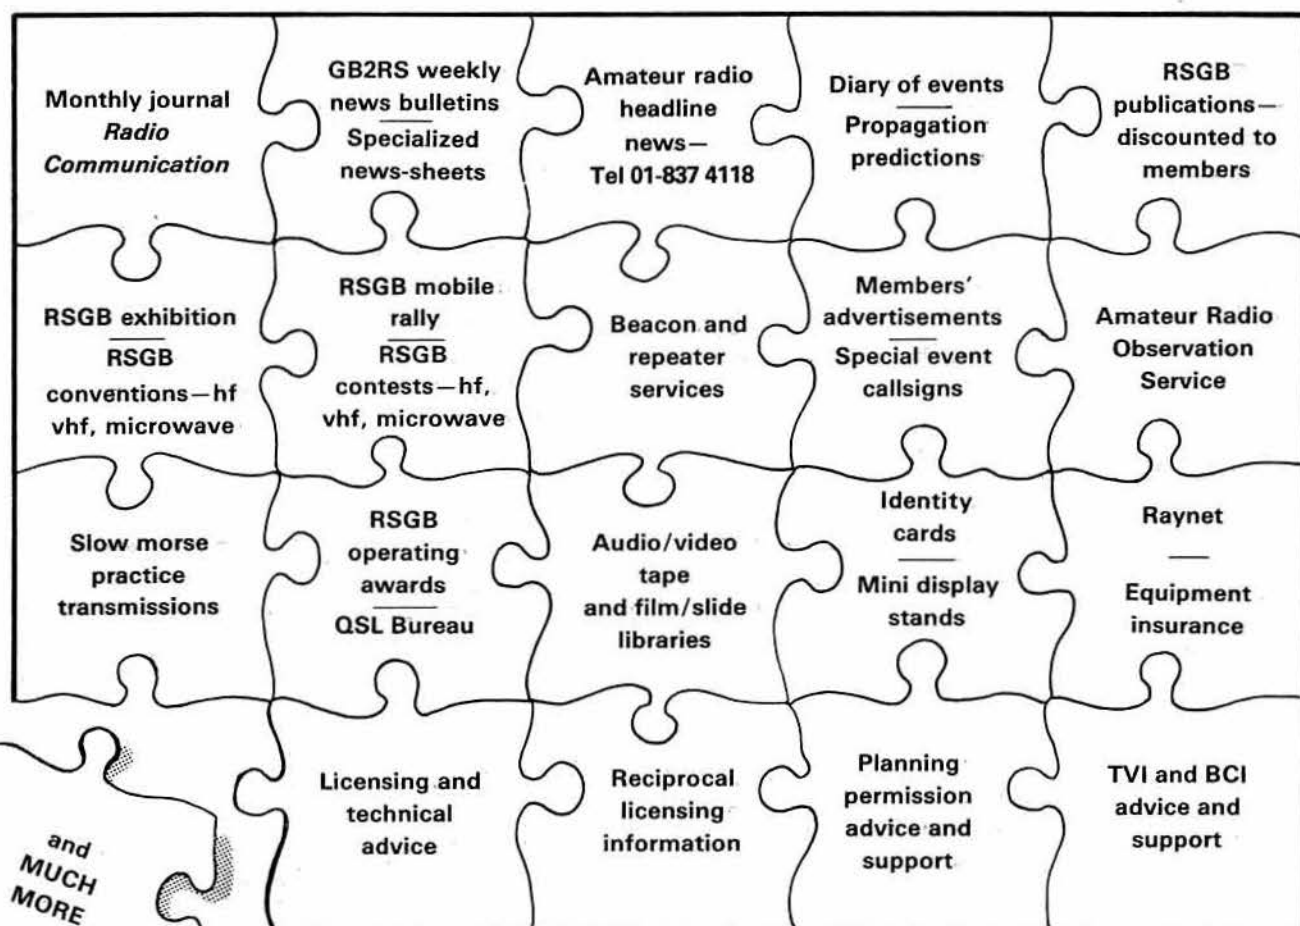 Monthly journal
Radio
Communication
GB2RS weekly
news bulletins
Specialized
news-sheets
Amateur radio
headline
news—
Tel 01-837 4118
Diary of events
Propagation
predictions
RSGB
publications—
discounted to
members
RSGB exhibition
RSGB
conventions—hf
vhf, microwave
RSGB mobile
rally
RSGB
contests—hf,
vhf, microwave
Beacon and
repeater
services
Members'
advertisements
Special event
callsigns
Amateur Radio
Observation
Service
Slow morse
practice
transmissions
RSGB
operating
awards
QSL Bureau
Audio/video
tape
and film/slide
libraries
Identity
cards
Mini display
stands
Raynet
Equipment
insurance
and
MUCH
MORE
Licensing and
technical
advice
Reciprocal
licensing
information
Planning
permission
advice and
support
TVI and BCI
advice and
support